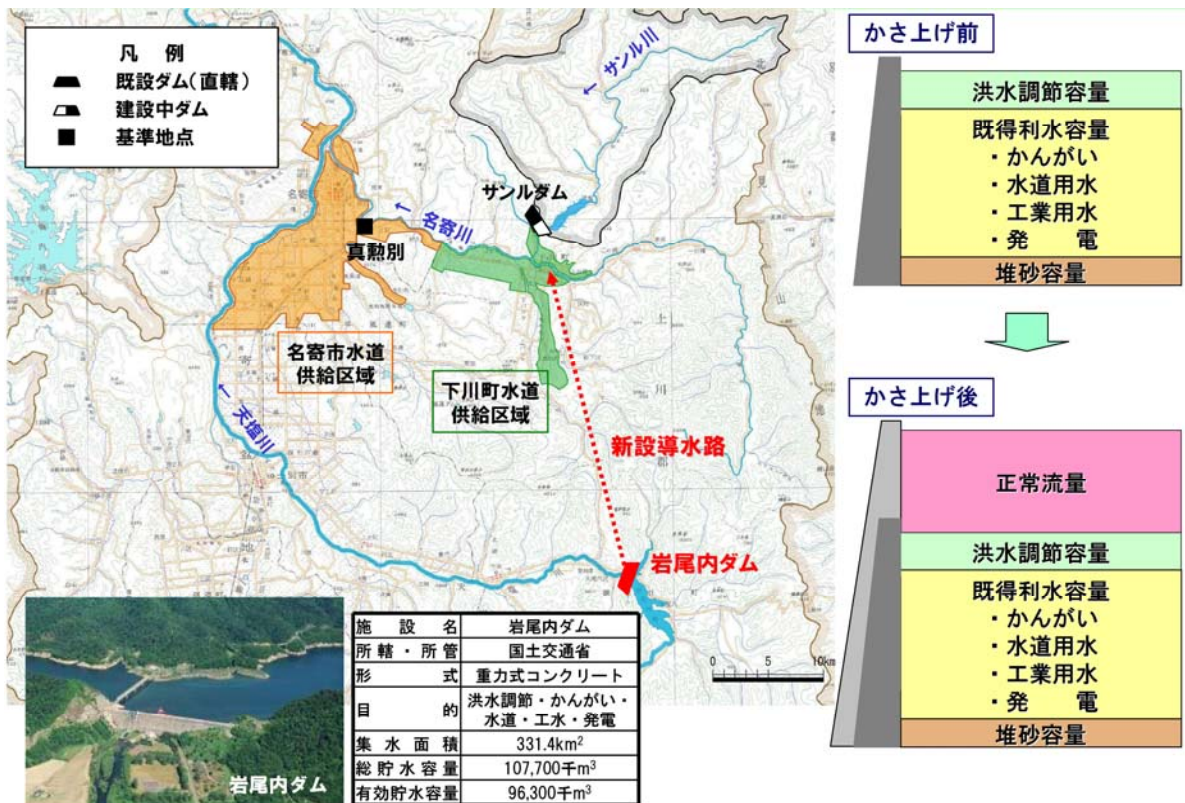 凡 例
既設ダム(直轄)
建設中ダム
基準地点
サンル川
サンルダム
名寄
名寄川
真勲別
名寄市水道
供給区域
下川町水道
供給区域
天塩川
新設導水路
岩尾内ダム
0 5 10km
岩尾内ダム
施設名 岩尾内ダム
所轄・所管 国土交通省
形式 重力式コンクリート
目的 洪水調節・かんがい・
水道・工水・発電
集水面積 331.4km²
総貯水容量 107,700千m³
有効貯水容量 96,300千m³
かさ上げ前
洪水調節容量
既得利水容量
・かんがい
・水道用水
・工業用水
・発 電
堆砂容量
かさ上げ後
正常流量
洪水調節容量
既得利水容量
・かんがい
・水道用水
・工業用水
・発 電
堆砂容量